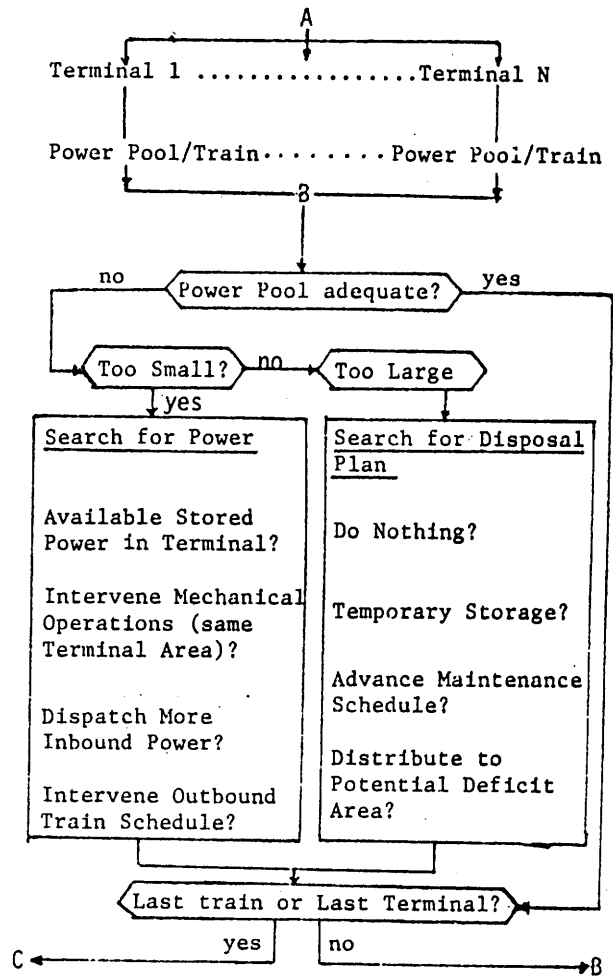 A
Terminal 1 .................Terminal N
Power Pool/Train........Power Pool/Train
B
Power Pool adequate?
no
yes
Too Small?
no
Too Large
yes
Search for Power
Available Stored
Power in Terminal?
Intervene Mechanical
Operations (same
Terminal Area)?
Dispatch More
Inbound Power?
Intervene Outbound
Train Schedule?
Search for Disposal
Plan
Do Nothing?
Temporary Storage?
Advance Maintenance
Schedule?
Distribute to
Potential Deficit
Area?
Last train or Last Terminal?
yes
no
C
B